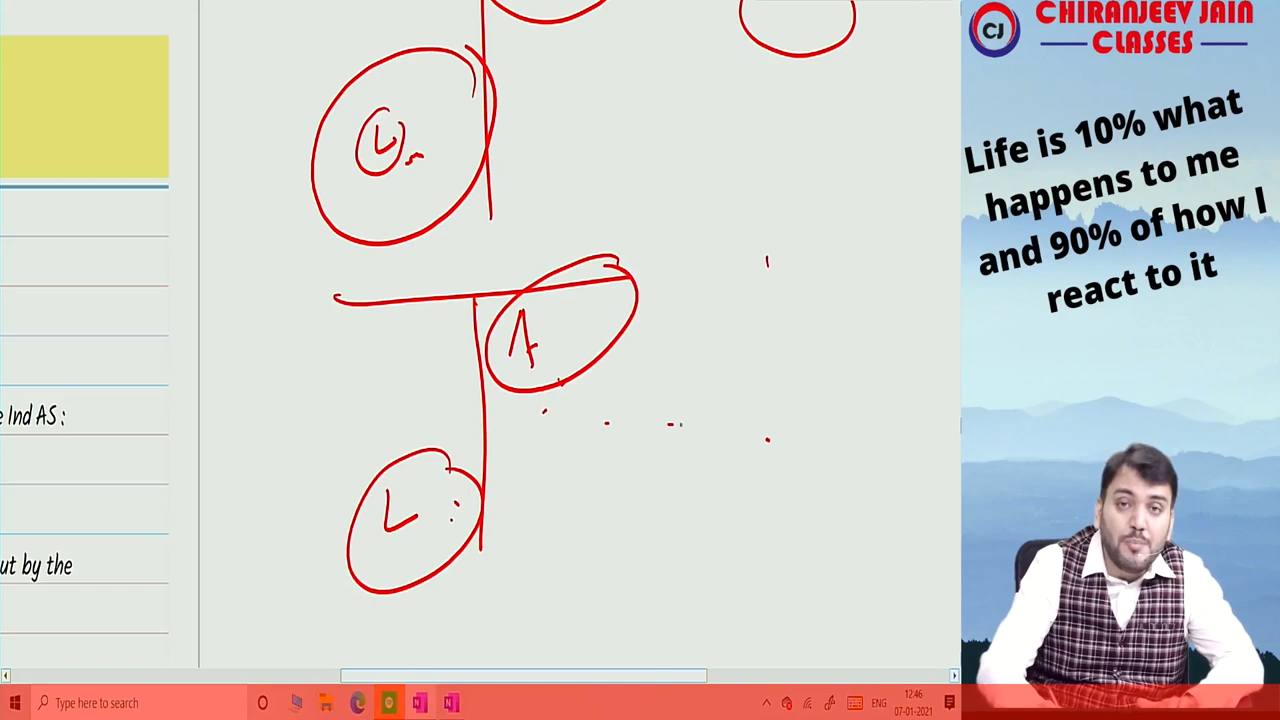 CHIRANJEEV JAIN
CJ
CLASSES
Life is 10% what
happens to me
and 90% of how I
react to it
L
A
e Ind AS :
L :
ut by the
Type here to search
ENG
12:46
07-01-2021